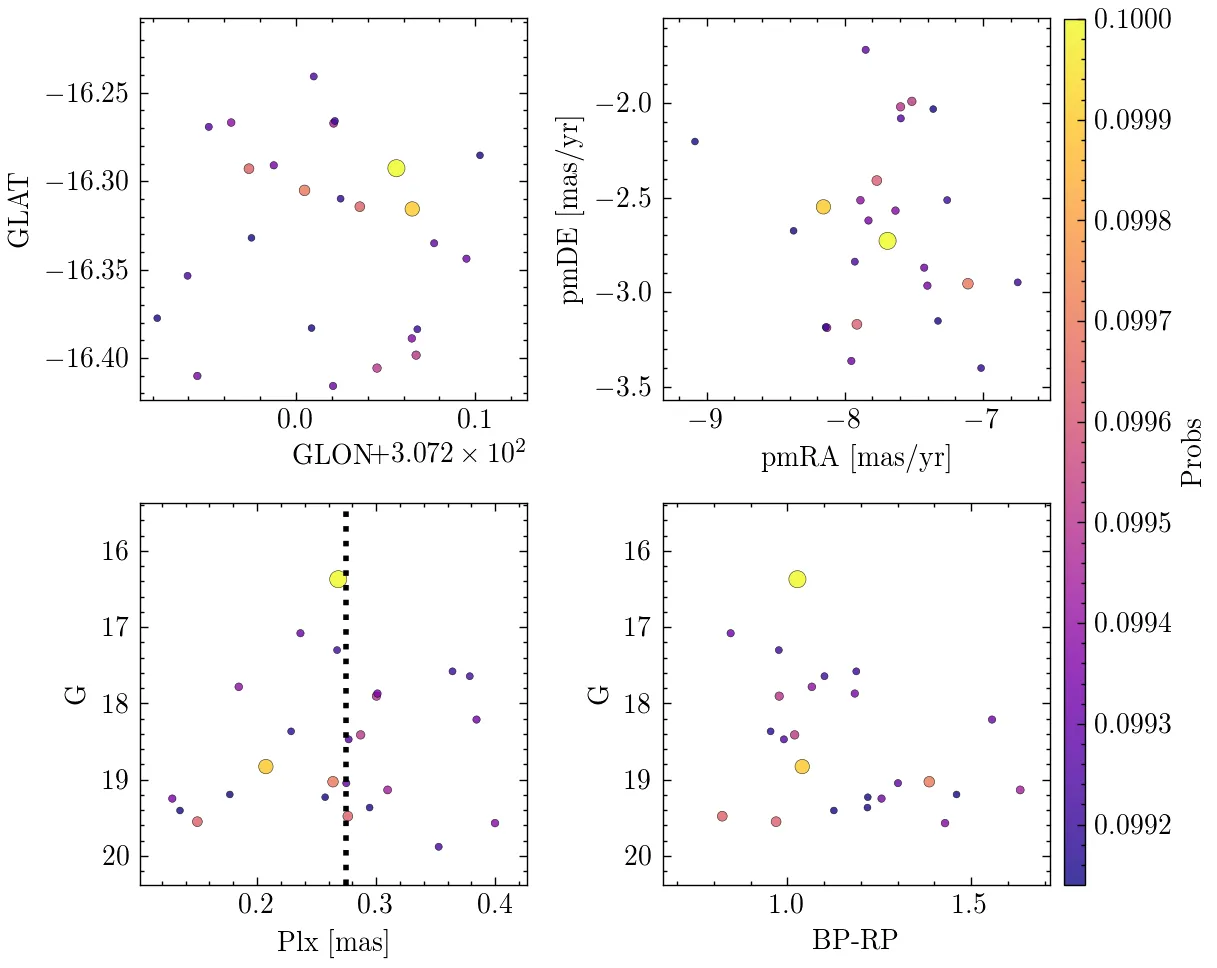 GLAT
−16.25
−16.30
−16.35
−16.40
0.0 0.1
GLON+3.072 × 10²
pmDE [mas/yr]
−2.0
−2.5
−3.0
−3.5
−9 −8 −7
pmRA [mas/yr]
G
16
17
18
19
20
0.2 0.3 0.4
Plx [mas]
G
16
17
18
19
20
1.0 1.5
BP-RP
0.1000
0.0999
0.0998
0.0997
0.0996
0.0995
0.0994
0.0993
0.0992
Probs